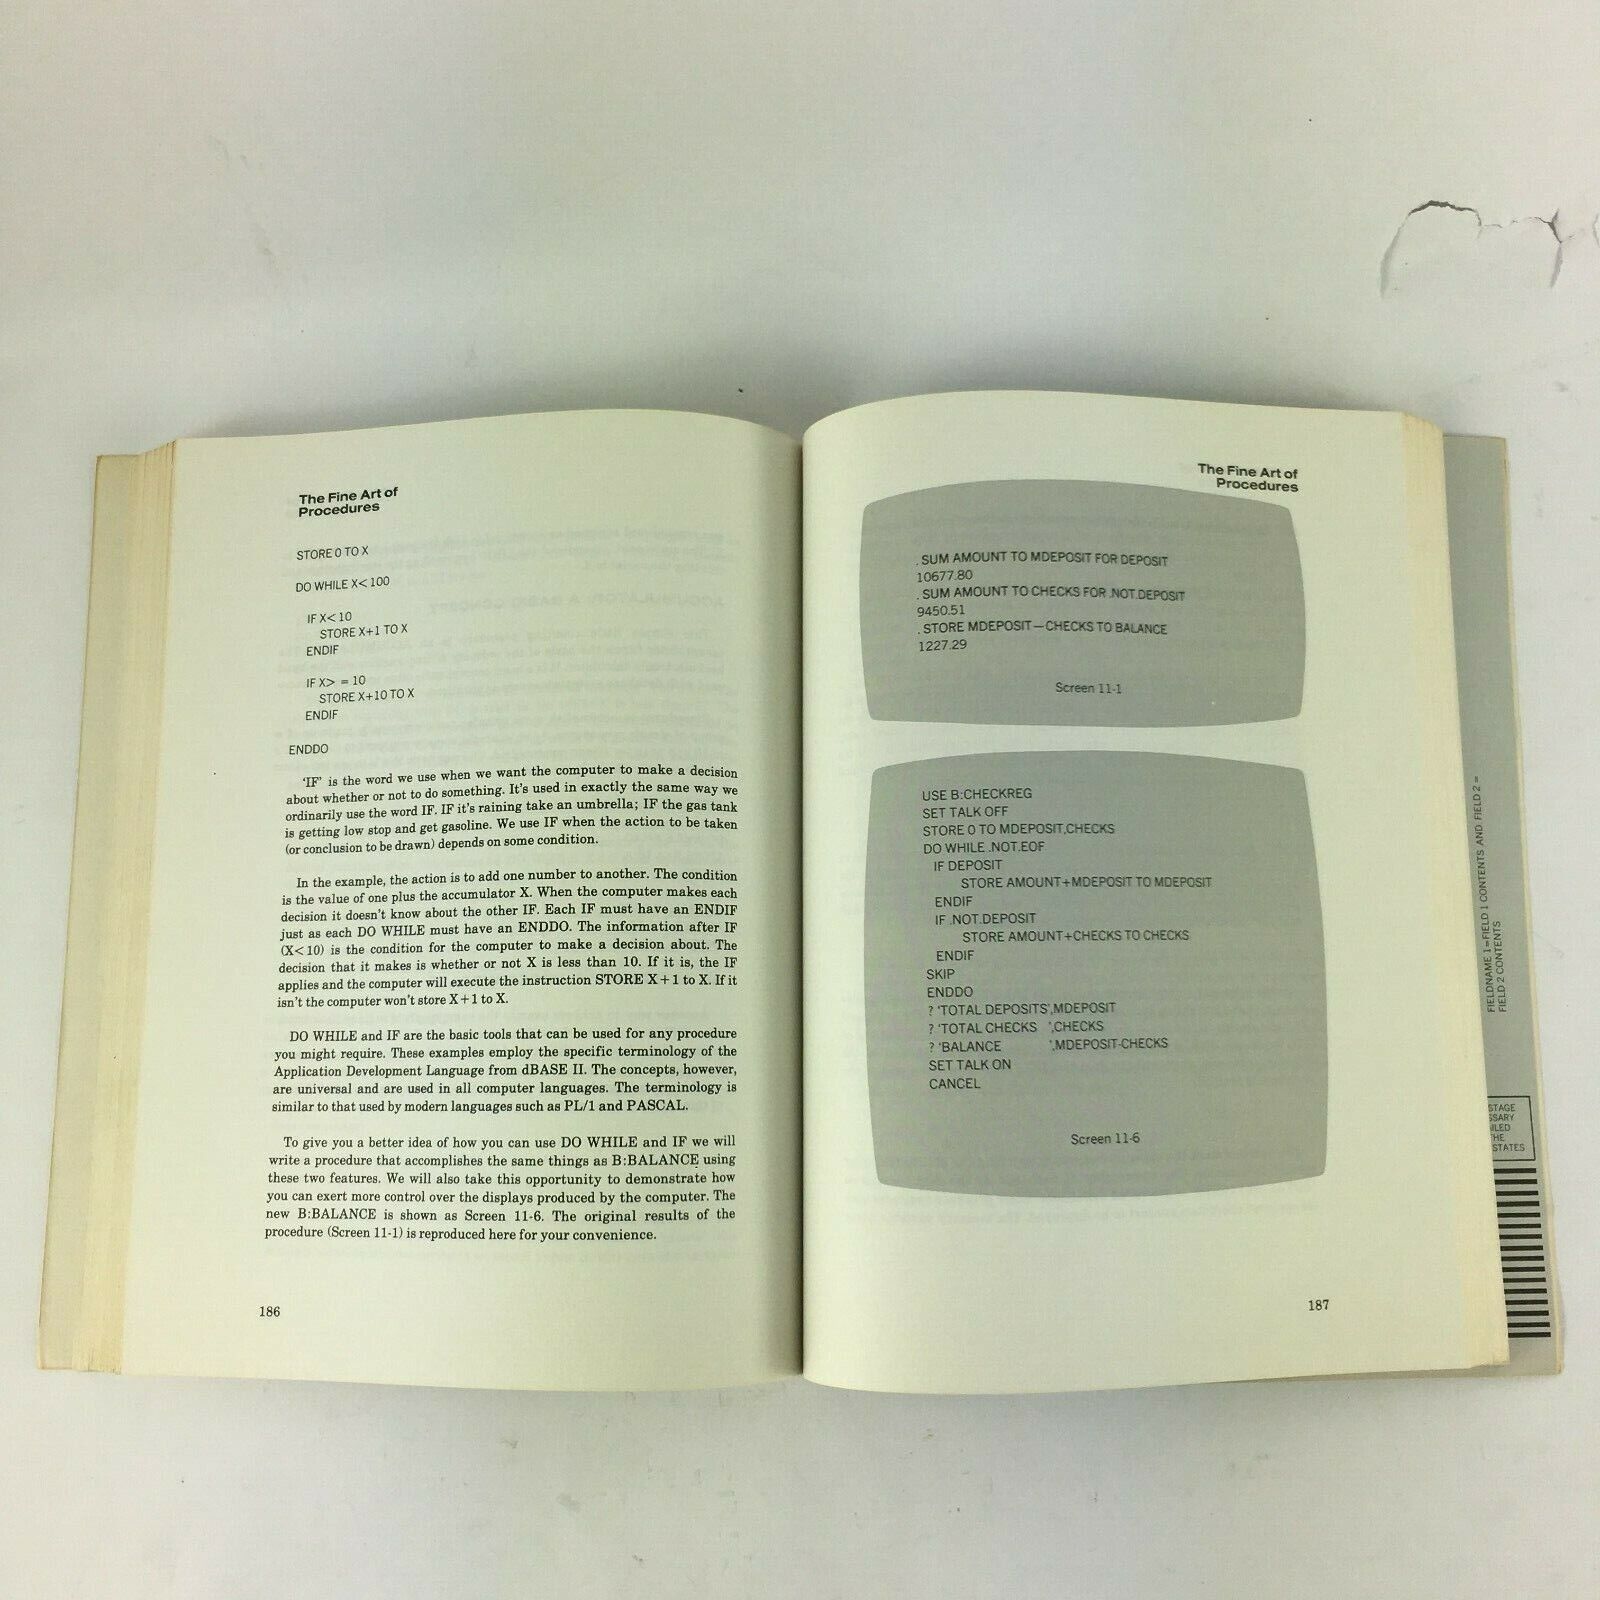 The Fine Art of
Procedures
STORE 0 TO X
DO WHILE X< 100
IF X< 10
STORE X+1 TO X
ENDIF
IF X> = 10
STORE X+10 TO X
ENDIF
ENDDO
'IF' is the word we use when we want the computer to make a decision
about whether or not to do something. It's used in exactly the same way we
ordinarily use the word IF. IF it's raining take an umbrella; IF the gas tank
is getting low stop and get gasoline. We use IF when the action to be taken
(or conclusion to be drawn) depends on some condition.
In the example, the action is to add one number to another. The condition
is the value of one plus the accumulator X. When the computer makes each
decision it doesn't know about the other IF. Each IF must have an ENDIF
just as each DO WHILE must have an ENDDO. The information after IF
(X< 10) is the condition for the computer to make a decision about. The
decision that it makes is whether or not X is less than 10. If it is, the IF
applies and the computer will execute the instruction STORE X+1 to X. If it
isn't the computer won't store X+1 to X.
DO WHILE and IF are the basic tools that can be used for any procedure
you might require. These examples employ the specific terminology of the
Application Development Language from dBASE II. The concepts, however,
are universal and are used in all computer languages. The terminology is
similar to that used by modern languages such as PL/1 and PASCAL.
To give you a better idea of how you can use DO WHILE and IF we will
write a procedure that accomplishes the same things as B:BALANCE using
these two features. We will also take this opportunity to demonstrate how
you can exert more control over the displays produced by the computer. The
new B:BALANCE is shown as Screen 11-6. The original results of the
procedure (Screen 11-1) is reproduced here for your convenience.
186
The Fine Art of
Procedures
. SUM AMOUNT TO MDEPOSIT FOR DEPOSIT
10677.80
. SUM AMOUNT TO CHECKS FOR .NOT.DEPOSIT
9450.51
. STORE MDEPOSIT—CHECKS TO BALANCE
1227.29
Screen 11-1
USE B:CHECKREG
SET TALK OFF
STORE 0 TO MDEPOSIT,CHECKS
DO WHILE .NOT.EOF
IF DEPOSIT
STORE AMOUNT+MDEPOSIT TO MDEPOSIT
ENDIF
IF .NOT.DEPOSIT
STORE AMOUNT+CHECKS TO CHECKS
ENDIF
SKIP
ENDDO
? 'TOTAL DEPOSITS',MDEPOSIT
? 'TOTAL CHECKS ',CHECKS
? 'BALANCE ',MDEPOSIT-CHECKS
SET TALK ON
CANCEL
Screen 11-6
187
FIELDNAME 1=FIELD 1 CONTENTS AND FIELD 2 =
FIELD 2 CONTENTS
STAGE
SSARY
AILED
THE
STATES